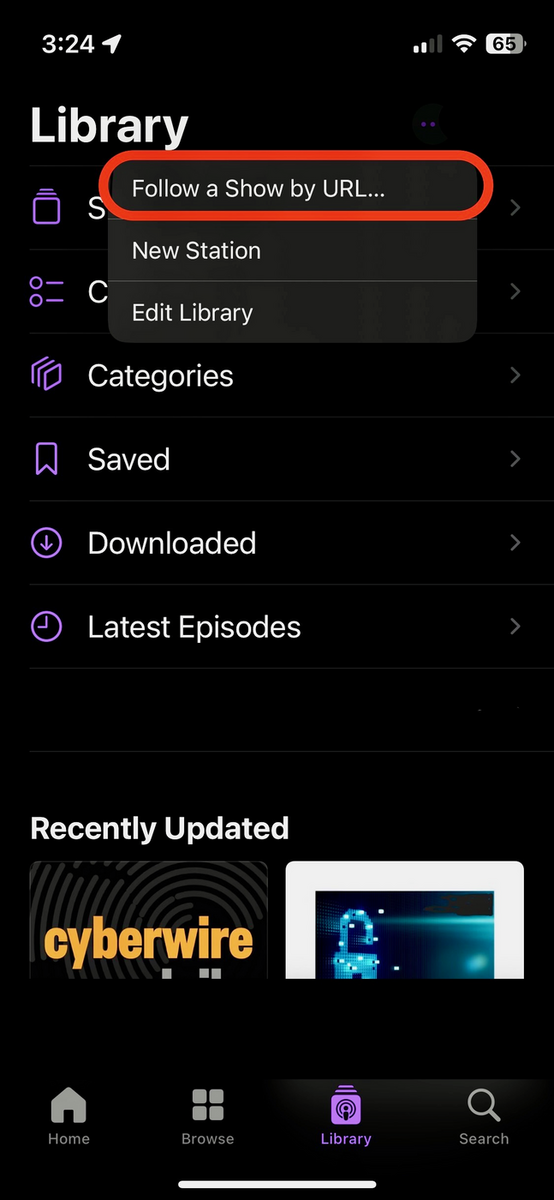 3:24
65
Library
Follow a Show by URL...
S
New Station
C
Edit Library
Categories
Saved
Downloaded
Latest Episodes
Recently Updated
cyberwire
Home
Browse
Library
Search